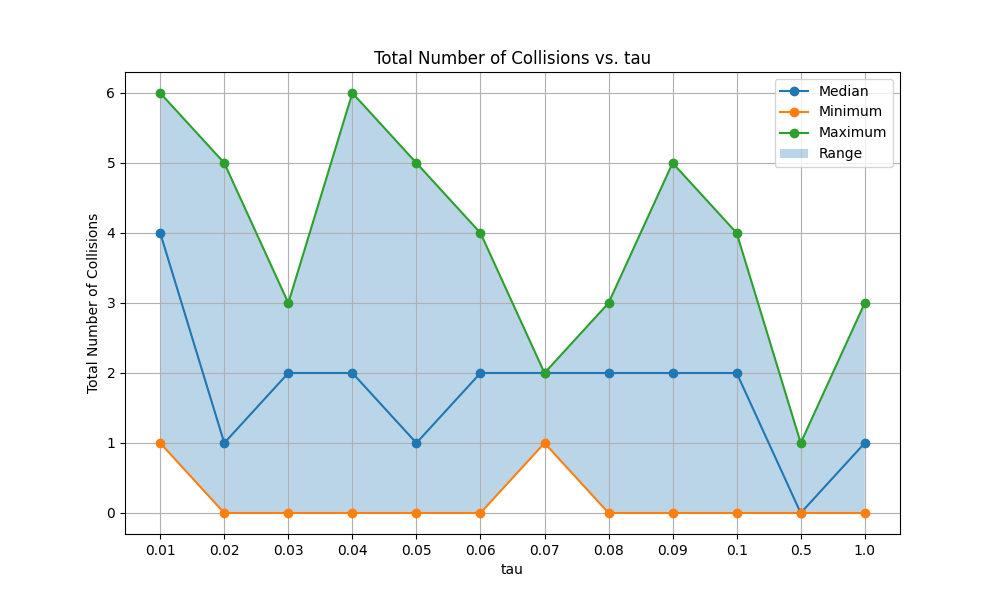 Total Number of Collisions vs. tau
Median
Minimum
Maximum
Range
Total Number of Collisions
6
5
4
3
2
1
0
0.01 0.02 0.03 0.04 0.05 0.06 0.07 0.08 0.09 0.1 0.5 1.0
tau